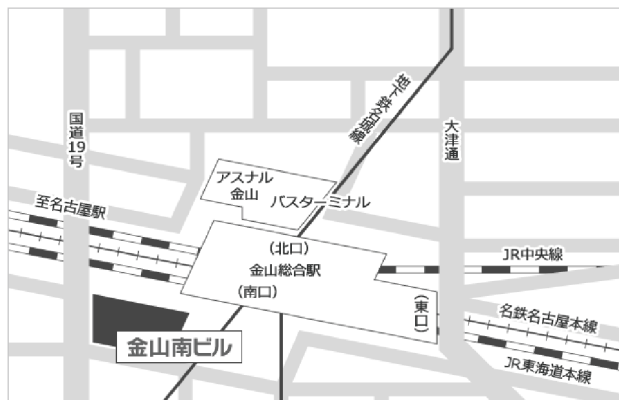 国道19号
地下鉄名城線
大津通
アスナル
金山
バスターミナル
至名古屋駅
(北口)
金山総合駅
(南口)
(東口)
JR中央線
名鉄名古屋本線
JR東海道本線
金山南ビル